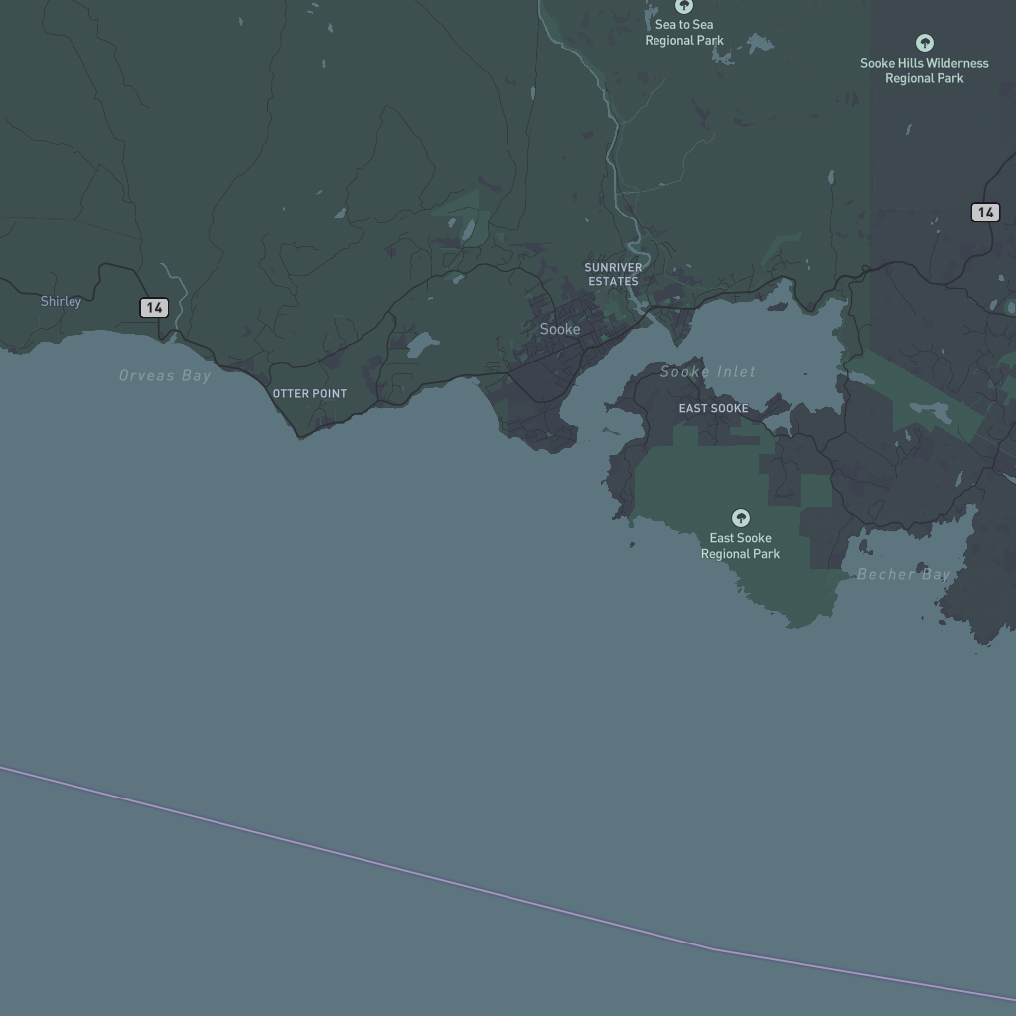 Sea to Sea
Regional Park
Sooke Hills Wilderness
Regional Park
14
SUNRIVER
ESTATES
Shirley
14
Sooke
Orveas Bay
Sooke Inlet
OTTER POINT
EAST SOOKE
East Sooke
Regional Park
Becher Bay